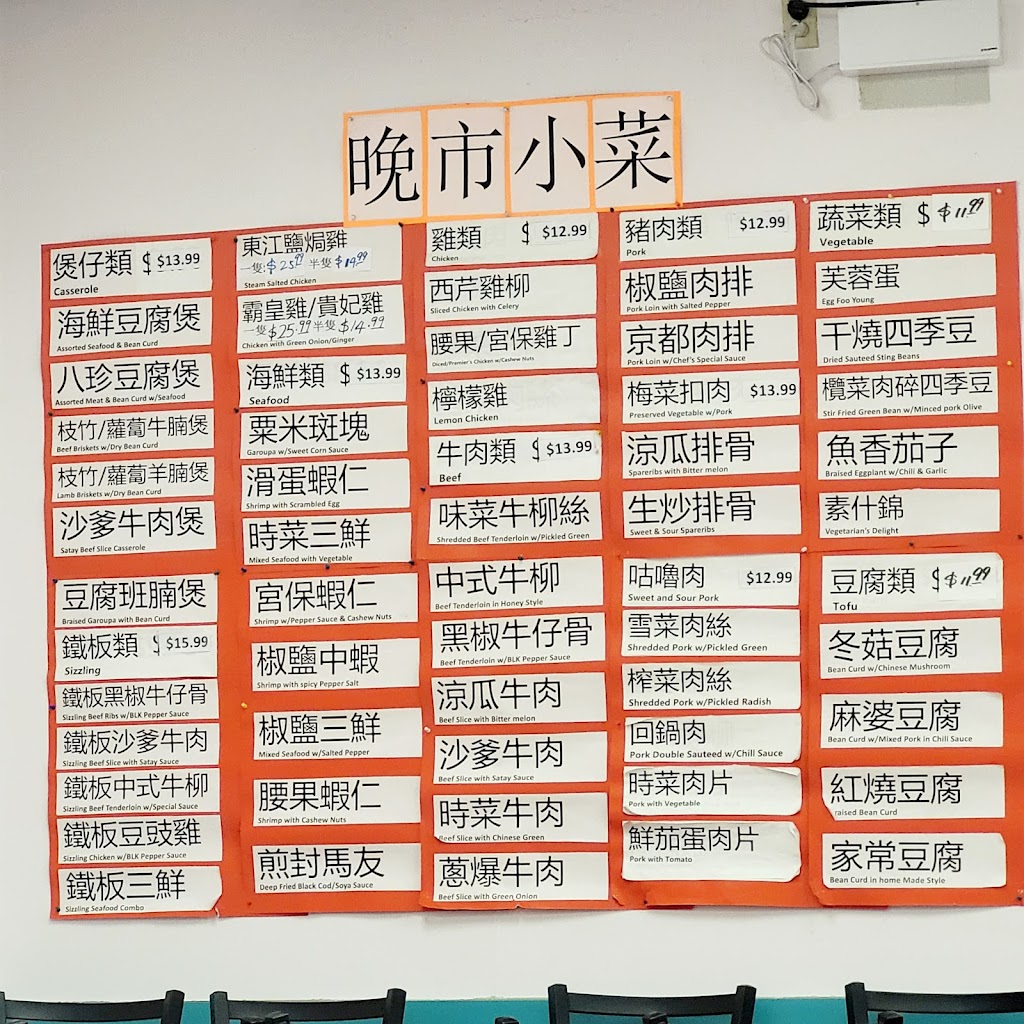 晚市小菜
煲仔類 $ $13.99
Casserole
海鮮豆腐煲
Assorted Seafood & Bean Curd
八珍豆腐煲
Assorted Meat & Bean Curd w/Seafood
枝竹/蘿蔔牛腩煲
Beef Briskets w/Dry Bean Curd
枝竹/蘿蔔羊腩煲
Lamb Briskets w/Dry Bean Curd
沙爹牛肉煲
Satay Beef Slice Casserole
豆腐班腩煲
Braised Garoupa with Bean Curd
鐵板類 $ $15.99
Sizzling
鐵板黑椒牛仔骨
Sizzling Beef Ribs w/BLK Pepper Sauce
鐵板沙爹牛肉
Sizzling Beef Slice with Satay Sauce
鐵板中式牛柳
Sizzling Beef Tenderloin w/Special Sauce
鐵板豆豉雞
Sizzling Chicken w/BLK Pepper Sauce
鐵板三鮮
Sizzling Seafood Combo
東江鹽焗雞
一隻:$25.99 半隻 $14.99
Steam Salted Chicken
霸皇雞/貴妃雞
一隻$25.99 半隻$14.99
Chicken with Green Onion/Ginger
海鮮類 $ $13.99
Seafood
粟米斑塊
Garoupa w/Sweet Corn Sauce
滑蛋蝦仁
Shrimp with Scrambled Egg
時菜三鮮
Mixed Seafood with Vegetable
宮保蝦仁
Shrimp w/Pepper Sauce & Cashew Nuts
椒鹽中蝦
Shrimp with spicy Pepper Salt
椒鹽三鮮
Mixed Seafood w/Salted Pepper
腰果蝦仁
Shrimp with Cashew Nuts
煎封馬友
Deep Fried Black Cod/Soya Sauce
雞類 $ $12.99
Chicken
西芹雞柳
Sliced Chicken with Celery
腰果/宮保雞丁
Diced/Premier's Chicken w/Cashew Nuts
檸檬雞
Lemon Chicken
牛肉類 $ $13.99
Beef
味菜牛柳絲
Shredded Beef Tenderloin w/Pickled Green
中式牛柳
Beef Tenderloin in Honey Style
黑椒牛仔骨
Beef Tenderloin w/BLK Pepper Sauce
涼瓜牛肉
Beef Slice with Bitter melon
沙爹牛肉
Beef Slice with Satay Sauce
時菜牛肉
Beef Slice with Chinese Green
蔥爆牛肉
Beef Slice with Green Onion
豬肉類 $12.99
Pork
椒鹽肉排
Pork Loin with Salted Pepper
京都肉排
Pork Loin w/Chef's Special Sauce
梅菜扣肉 $13.99
Preserved Vegetable w/Pork
涼瓜排骨
Spareribs with Bitter melon
生炒排骨
Sweet & Sour Spareribs
咕嚕肉 $12.99
Sweet and Sour Pork
雪菜肉絲
Shredded Pork w/Pickled Green
榨菜肉絲
Shredded Pork w/Pickled Radish
回鍋肉
Pork Double Sauteed w/Chill Sauce
時菜肉片
Pork with Vegetable
鮮茄蛋肉片
Pork with Tomato
蔬菜類 $ $11.99
Vegetable
芙蓉蛋
Egg Foo Young
干燒四季豆
Dried Sauteed Sting Beans
欖菜肉碎四季豆
Stir Fried Green Bean w/Minced pork Olive
魚香茄子
Braised Eggplant w/Chill & Garlic
素什錦
Vegetarian's Delight
豆腐類 $ $11.99
Tofu
冬菇豆腐
Bean Curd w/Chinese Mushroom
麻婆豆腐
Bean Curd w/Mixed Pork in Chill Sauce
紅燒豆腐
raised Bean Curd
家常豆腐
Bean Curd in home Made Style